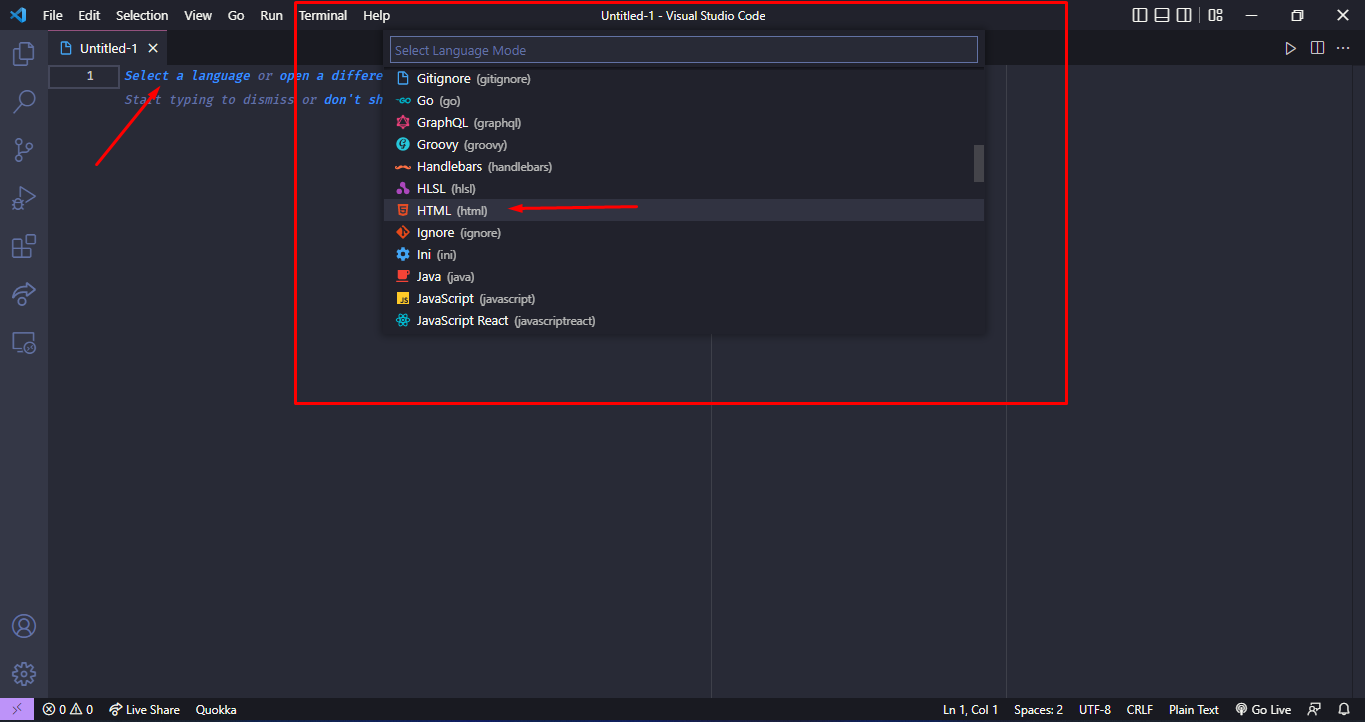 File Edit Selection View Go Run Terminal Help Untitled-1 - Visual Studio Code
Untitled-1
Select Language Mode
1 Select a language or open a differe
Start typing to dismiss or don't sh
Gitignore (gitignore)
Go (go)
GraphQL (graphql)
Groovy (groovy)
Handlebars (handlebars)
HLSL (hlsl)
HTML (html)
Ignore (ignore)
Ini (ini)
Java (java)
JavaScript (javascript)
JavaScript React (javascriptreact)
0 0 Live Share Quokka Ln 1, Col 1 Spaces: 2 UTF-8 CRLF Plain Text Go Live